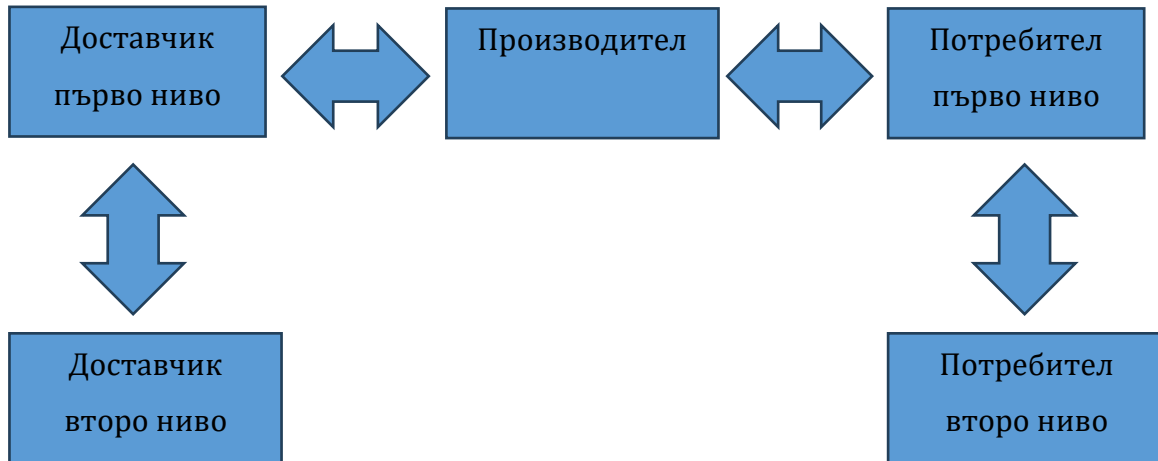 Доставчик
първо ниво
Производител
Потребител
първо ниво
Доставчик
второ ниво
Потребител
второ ниво